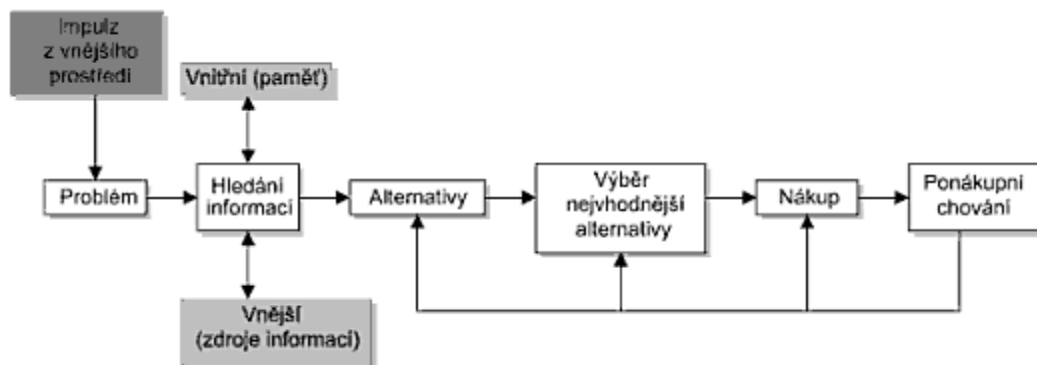 Impulz
z vnějšího
prostředí
Vnitřní (paměť)
Problém
Hledání
informací
Alternativy
Výběr
nejvhodnější
alternativy
Nákup
Ponákupní
chování
Vnější
(zdroje informací)